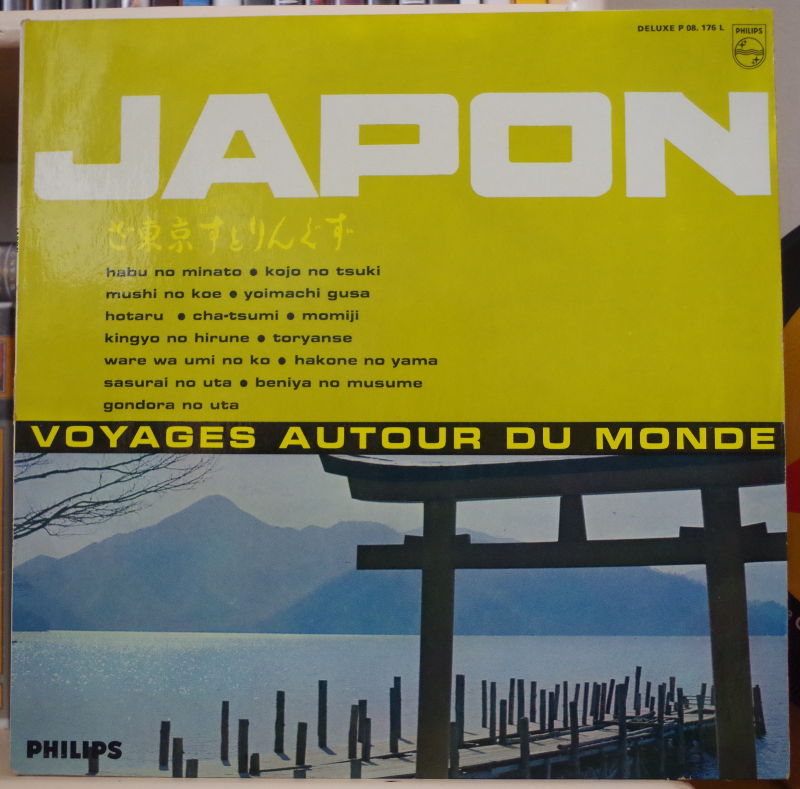 DELUXE P 08. 176 L
PHILIPS
JAPON
ざ東京すとりんぐず
habu no minato ● kojo no tsuki
mushi no koe ● yoimachi gusa
hotaru ● cha-tsumi ● momiji
kingyo no hirune ● toryanse
ware wa umi no ko ● hakone no yama
sasurai no uta ● beniya no musume
gondora no uta
VOYAGES AUTOUR DU MONDE
PHILIPS